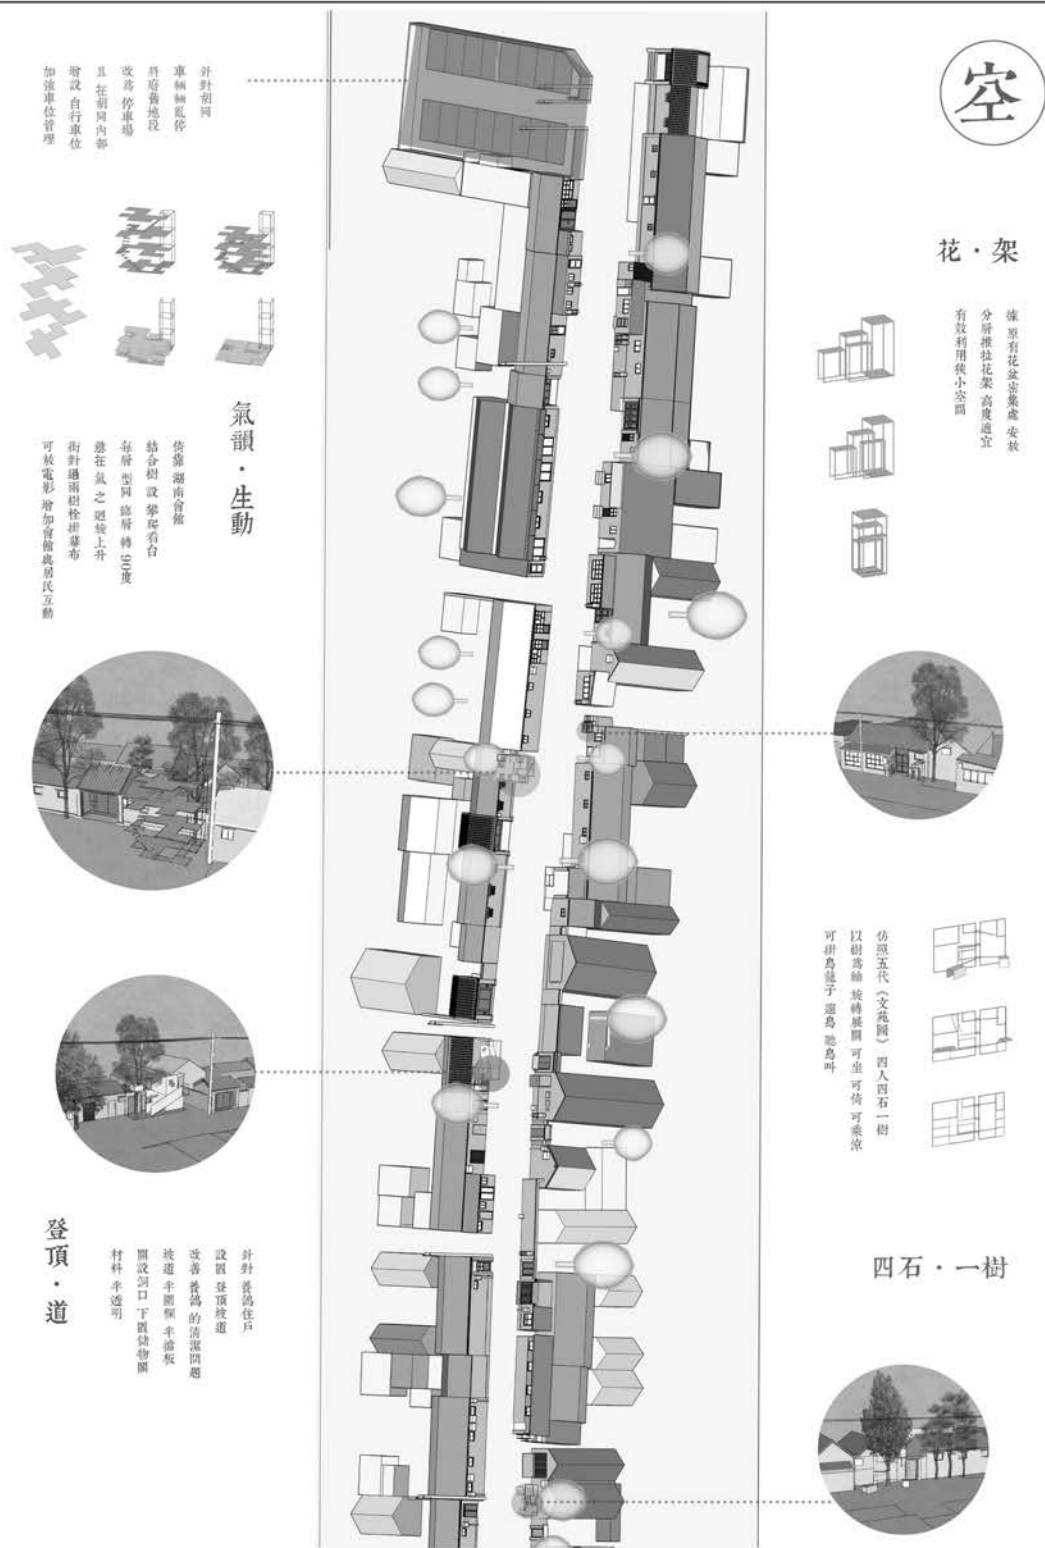 空
花·架
據 原有花盆密集處 安放
分層推拉花架 高度適宜
有效利用狹小空間
仿照五代《文苑圖》四人四石一樹
以樹爲軸 旋轉展開 可坐 可倚 可乘涼
可掛鳥籠子 遛鳥 聽鳥叫
四石·一樹
針對胡同
車輛亂停
將廢舊地段
改爲 停車場
且 在胡同內部
增設 自行車位
加強車位管理
氣韻·生動
倚靠 湖南會館
結合樹 設 攀爬看台
每層 型同 錯層 轉 90度
意在 氣 之 迴旋上升
街對過兩樹栓掛幕布
可放電影 增加會館與居民互動
登頂·道
針對 養鴿住戶
設置 登頂坡道
改善 養鴿 的清潔問題
坡道 半圍欄 半擋板
開設洞口 下置儲物櫃
材料 半透明